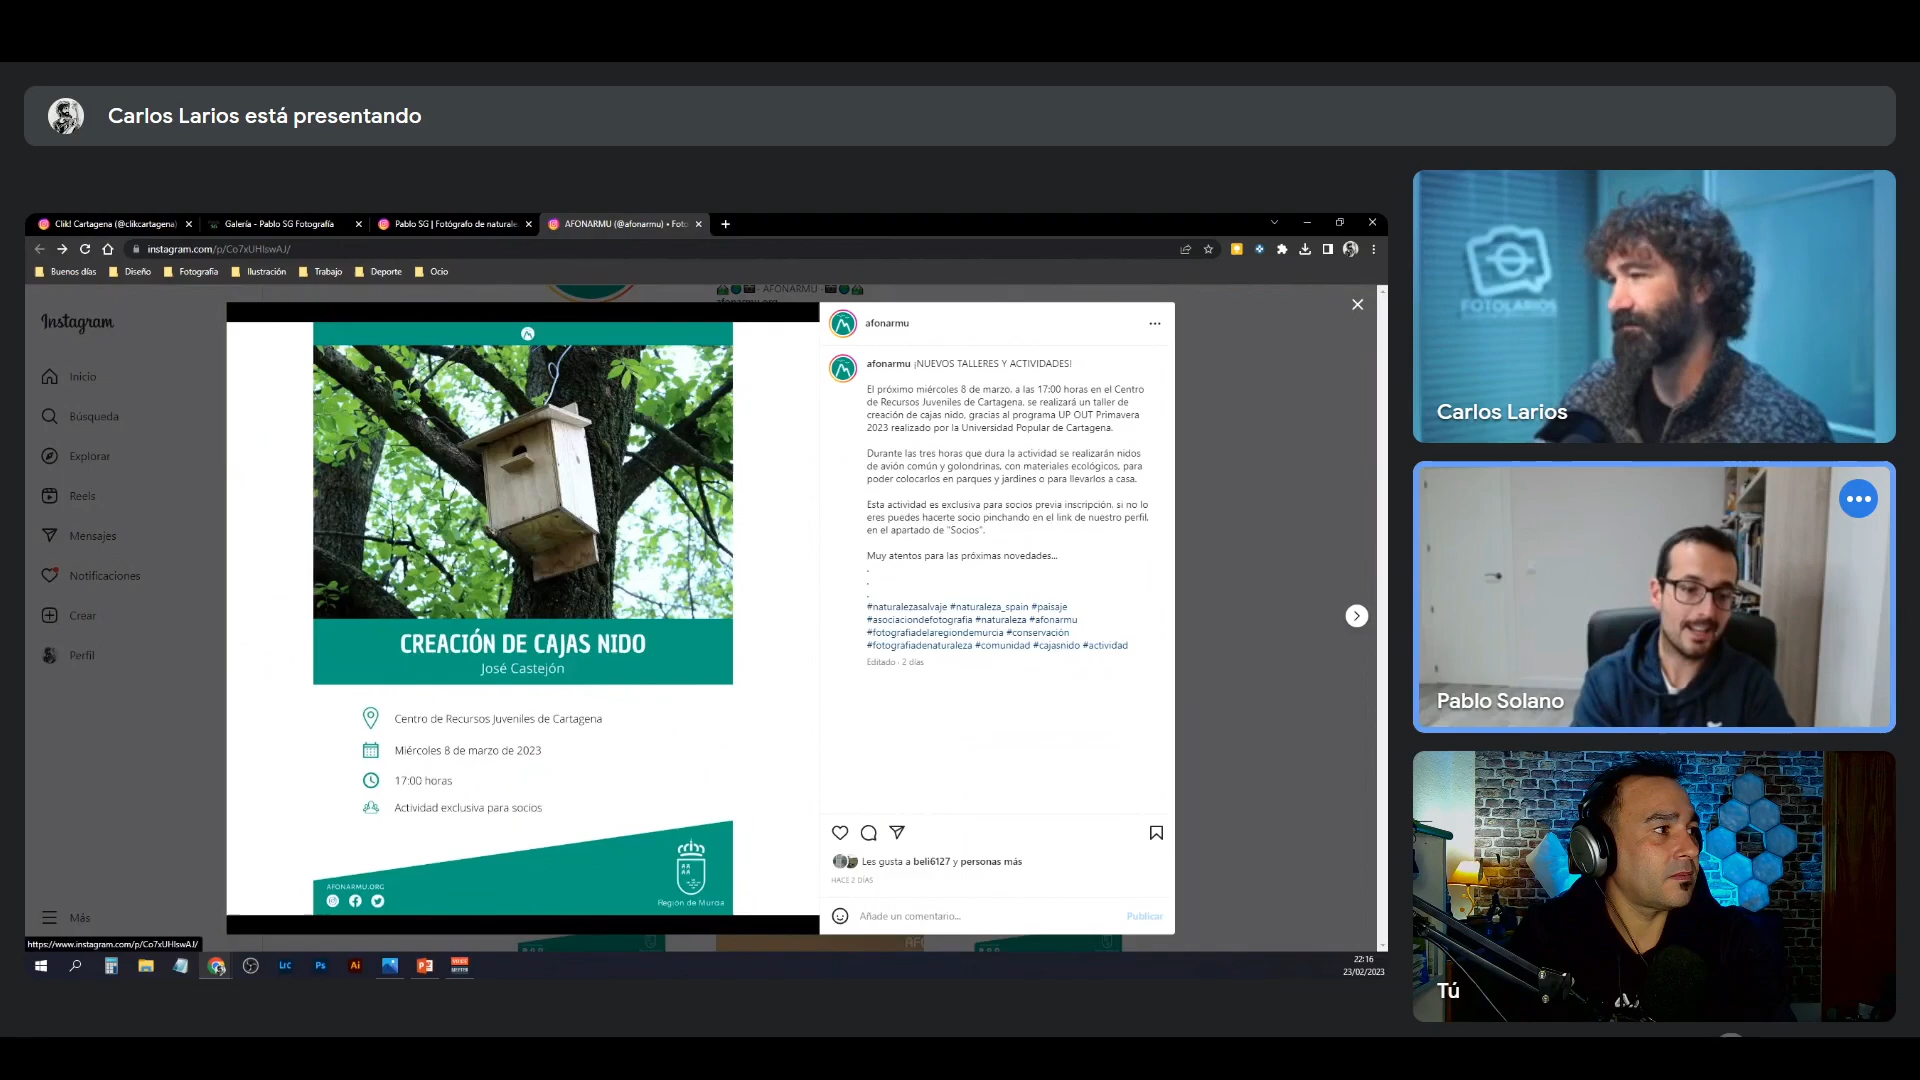 Carlos Larios está presentando
Clik! Cartagena (@clikcartagena)
Galería - Pablo SG Fotografía
Pablo SG | Fotógrafo de naturale
AFONARMU (@afonarmu) • Foto
instagram.com/p/Co7xUHIswAJ/
Buenos días
Diseño
Fotografía
Ilustración
Trabajo
Deporte
Ocio
- AFONARMU -
afonarmu.org
Instagram
Inicio
Búsqueda
Explorar
Reels
Mensajes
Notificaciones
Crear
Perfil
Más
https://www.instagram.com/p/Co7xUHIswAJ/
CREACIÓN DE CAJAS NIDO
José Castejón
Centro de Recursos Juveniles de Cartagena
Miércoles 8 de marzo de 2023
17:00 horas
Actividad exclusiva para socios
AFONARMU.ORG
Región de Murcia
afonarmu
afonarmu ¡NUEVOS TALLERES Y ACTIVIDADES!
El próximo miércoles 8 de marzo, a las 17:00 horas en el Centro
de Recursos Juveniles de Cartagena, se realizará un taller de
creación de cajas nido, gracias al programa UP OUT Primavera
2023 realizado por la Universidad Popular de Cartagena.
Durante las tres horas que dura la actividad se realizarán nidos
de avión común y golondrinas, con materiales ecológicos, para
poder colocarlos en parques y jardines o para llevarlos a casa.
Esta actividad es exclusiva para socios previa inscripción, si no lo
eres puedes hacerte socio pinchando en el link de nuestro perfil,
en el apartado de "Socios".
Muy atentos para las próximas novedades...
.
.
.
#naturalezasalvaje #naturaleza_spain #paisaje
#asociaciondefotografia #naturaleza #afonarmu
#fotografiadelaregiondemurcia #conservación
#fotografiadenaturaleza #comunidad #cajasnido #actividad
Editado · 2 días
Les gusta a beli6127 y personas más
HACE 2 DÍAS
Añade un comentario...
Publicar
Lrc
Ps
Ai
22:16
23/02/2023
FOTOLARIOS
Carlos Larios
Pablo Solano
Tú